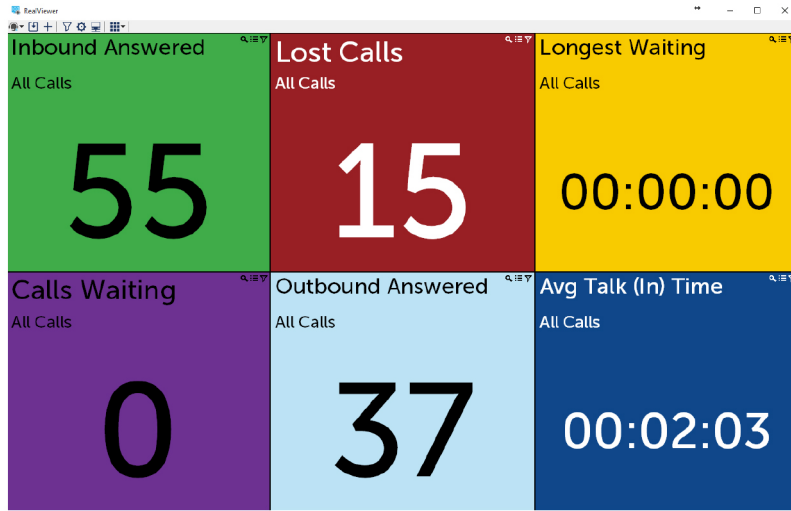 RealViewer
Inbound Answered
All Calls
55
Lost Calls
All Calls
15
Longest Waiting
All Calls
00:00:00
Calls Waiting
All Calls
0
Outbound Answered
All Calls
37
Avg Talk (In) Time
All Calls
00:02:03